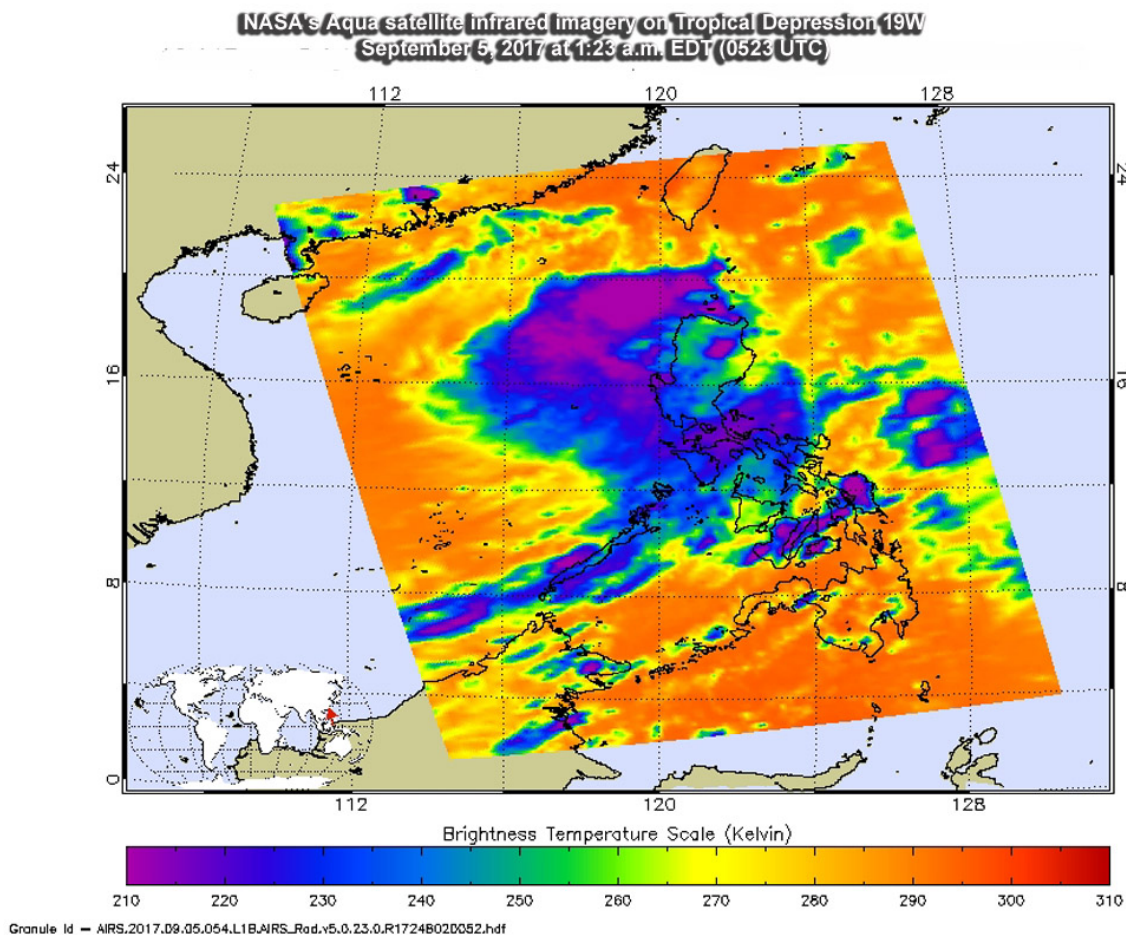 NASA's Aqua satellite infrared imagery on Tropical Depression 19W
September 5, 2017 at 1:23 a.m. EDT (0523 UTC)
112 120 128
24 24
16 16
8 8
0
112 120 128
Brightness Temperature Scale (Kelvin)
210 220 230 240 250 260 270 280 290 300 310
Granule Id — AIRS.2017.09.05.054.L1B.AIRS_Rad.v5.0.23.0.R17248020052.hdf